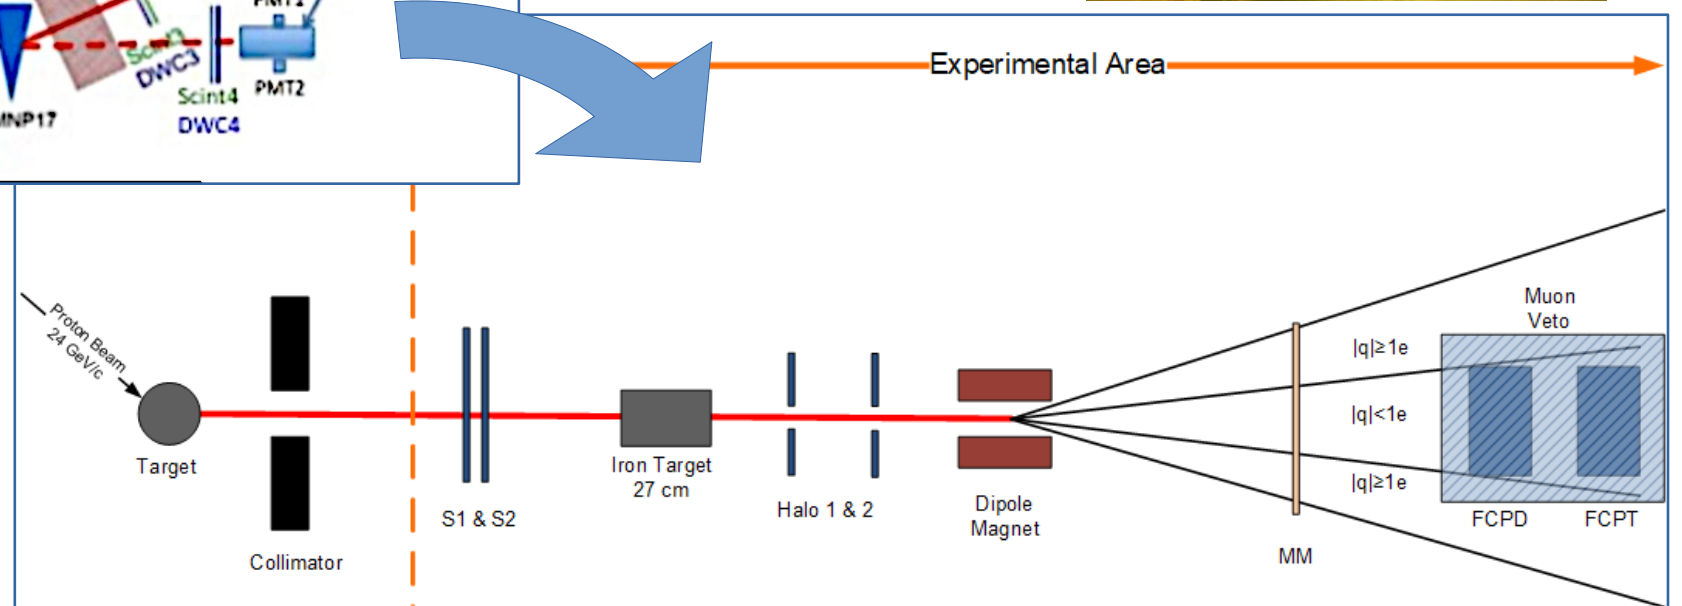 Scint3
DWC3
Scint4
DWC4
PMT2
Experimental Area
Proton Beam
24 GeV/c
Target
Collimator
S1 & S2
Iron Target
27 cm
Halo 1 & 2
Dipole
Magnet
MM
|q|≥1e
|q|<1e
|q|≥1e
Muon
Veto
FCPD
FCPT